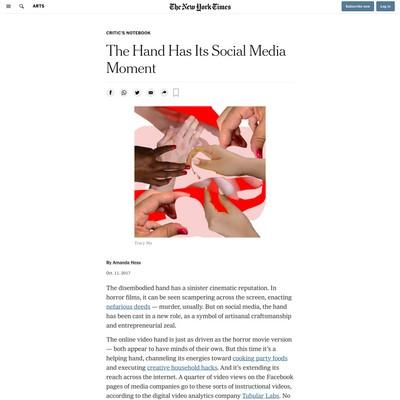 ARTS
The New York Times
Subscribe now
Log in
CRITIC'S NOTEBOOK
The Hand Has Its Social Media
Moment
Tracy Ma
By Amanda Hess
Oct. 11, 2017
The disembodied hand has a sinister cinematic reputation. In
horror films, it can be seen scampering across the screen, enacting
nefarious deeds — murder, usually. But on social media, the hand
has been cast in a new role, as a symbol of artisanal craftsmanship
and entrepreneurial zeal.
The online video hand is just as driven as the horror movie version
— both appear to have minds of their own. But this time it's a
helping hand, channeling its energies toward cooking party foods
and executing creative household hacks. And it's extending its
reach across the internet. A quarter of video views on the Facebook
pages of media companies go to these sorts of instructional videos,
according to the digital video analytics company Tubular Labs. No